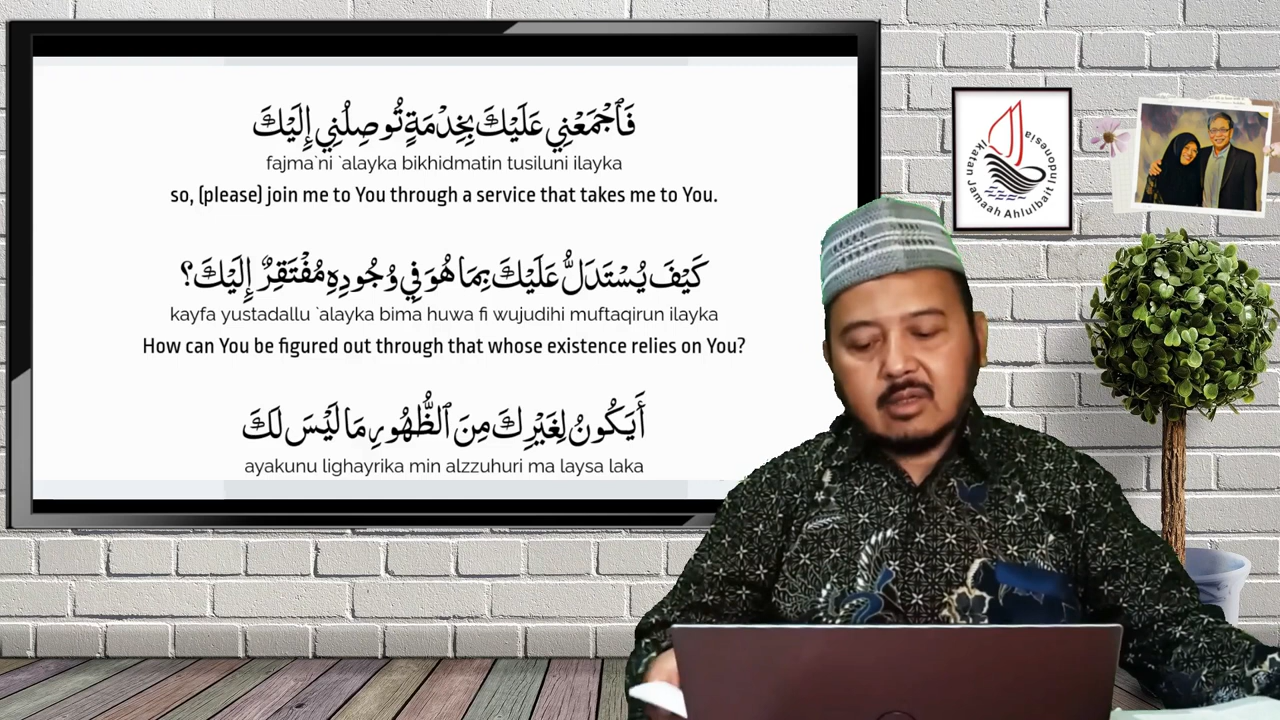 فَٱجْمَعْنِي عَلَيْكَ بِخِدْمَةٍ تُوصِلُنِي إِلَيْكَ
fajma`ni `alayka bikhidmatin tusiluni ilayka
so, (please) join me to You through a service that takes me to You.
كَيْفَ يُسْتَدَلُّ عَلَيْكَ بِمَا هُوَ فِي وُجُودِهِ مُفْتَقِرٌ إِلَيْكَ؟
kayfa yustadallu `alayka bima huwa fi wujudihi muftaqirun ilayka
How can You be figured out through that whose existence relies on You?
أَيَكُونُ لِغَيْرِكَ مِنَ ٱلظُّهُورِ مَا لَيْسَ لَكَ
ayakunu lighayrika min alzzuhuri ma laysa laka
Ikatan Jamaah Ahlulbait Indonesia